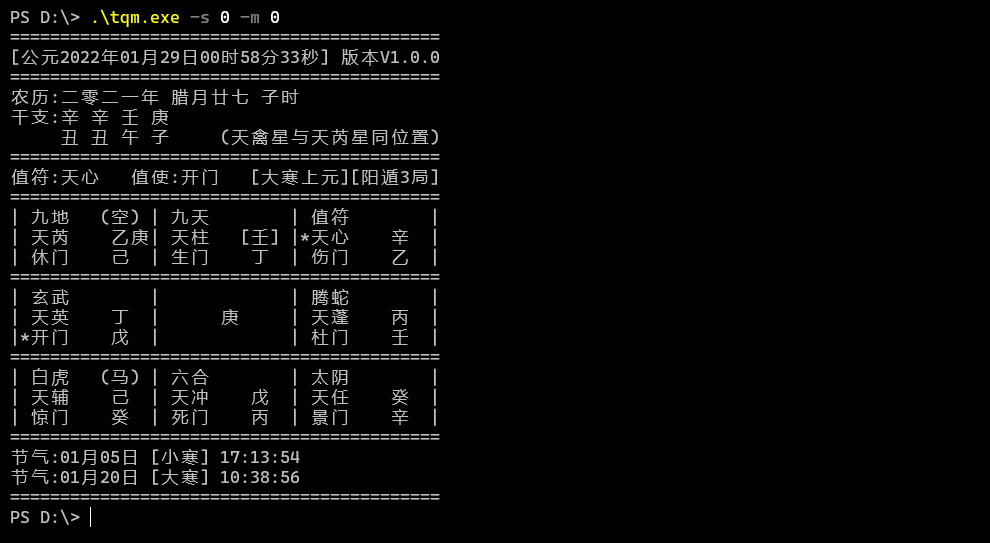 PS D:\> .\tqm.exe -s 0 -m 0
===========================================
[公元2022年01月29日00时58分33秒] 版本V1.0.0
===========================================
农历:二零二一年 腊月廿七 子时
干支:辛 辛 壬 庚
     丑 丑 午 子     (天禽星与天芮星同位置)
===========================================
值符:天心   值使:开门   [大寒上元][阳遁3局]
===========================================
| 九地   (空) | 九天        | 值符        |
| 天芮    乙庚| 天柱   [壬] |*天心    辛  |
| 休门    己  | 生门    丁  | 伤门    乙  |
===========================================
| 玄武        |             | 腾蛇        |
| 天英    丁  |      庚     | 天蓬    丙  |
|*开门    戊  |             | 杜门    壬  |
===========================================
| 白虎   (马) | 六合        | 太阴        |
| 天辅    己  | 天冲    戊  | 天任    癸  |
| 惊门    癸  | 死门    丙  | 景门    辛  |
===========================================
节气:01月05日 [小寒] 17:13:54
节气:01月20日 [大寒] 10:38:56
===========================================
PS D:\>